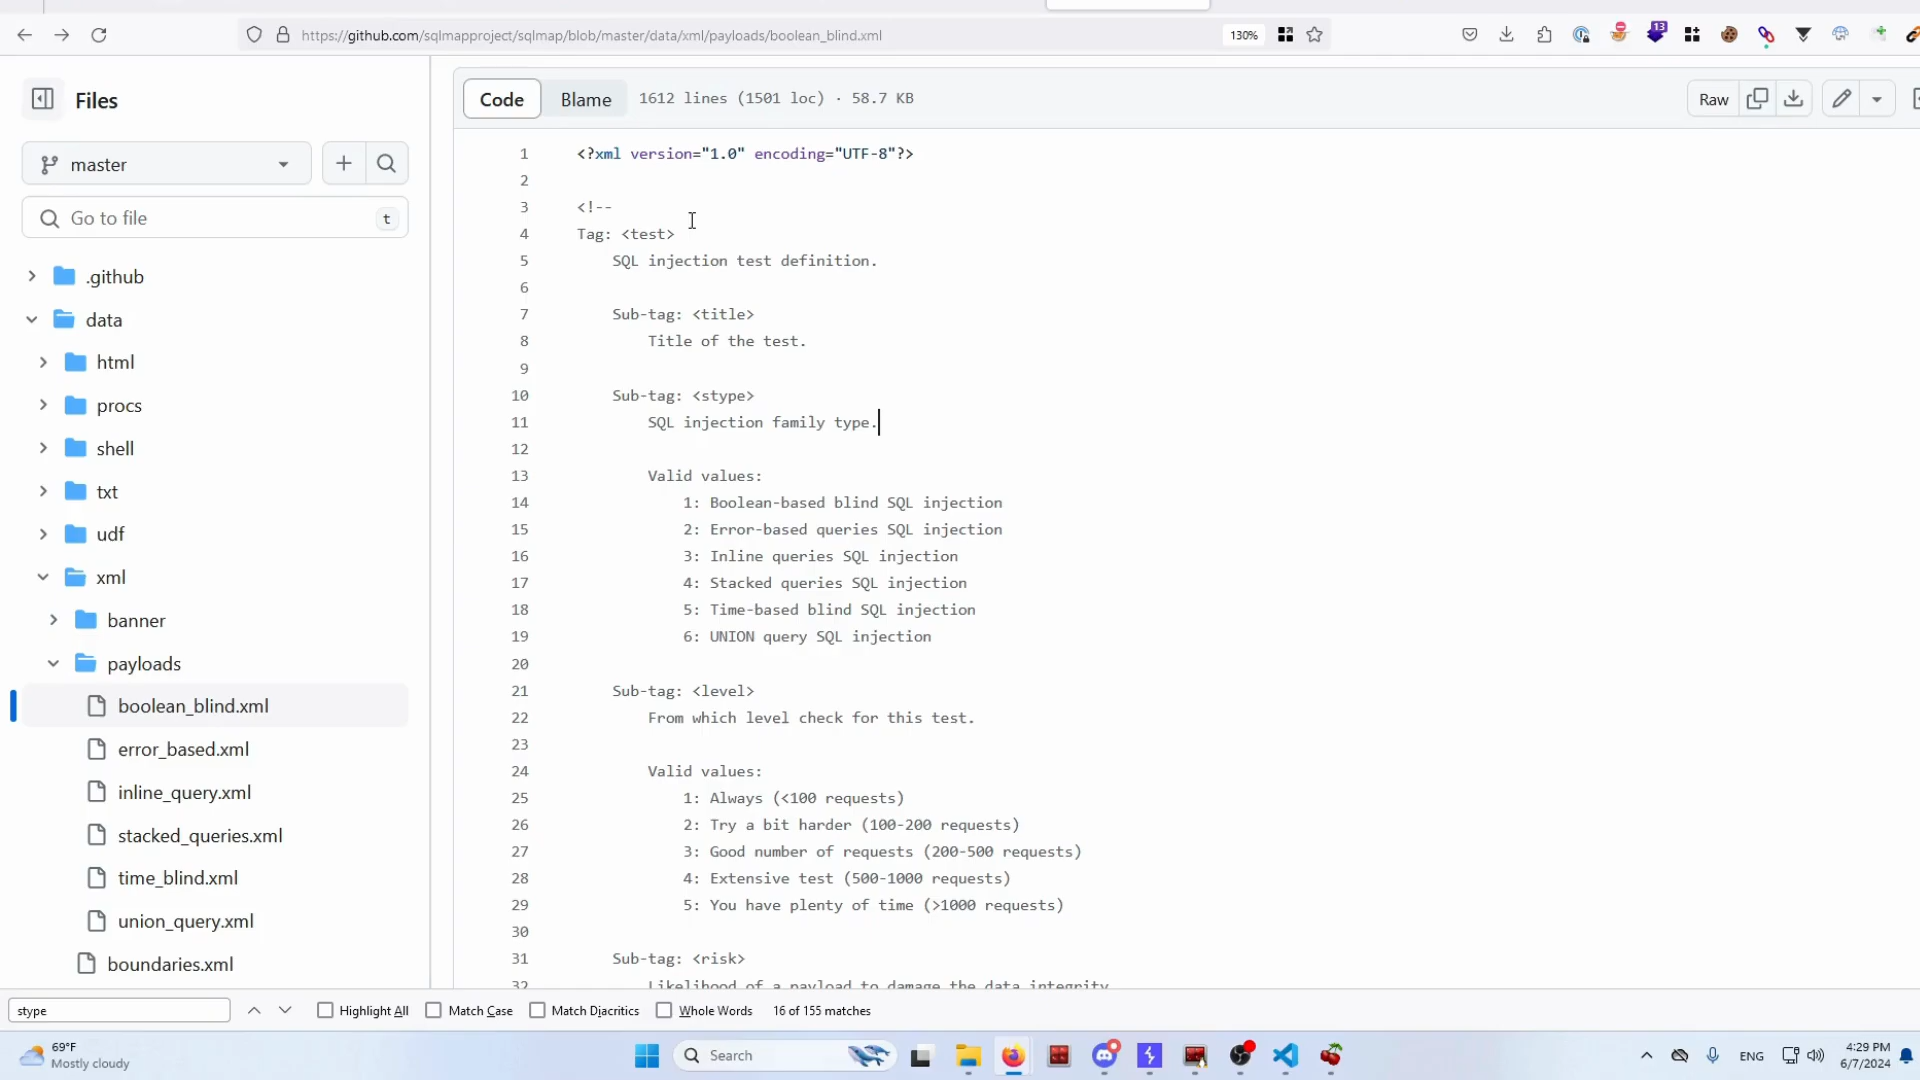 https://github.com/sqlmapproject/sqlmap/blob/master/data/xml/payloads/boolean_blind.xml
130%
13
Files
master
Go to file
t
.github
data
html
procs
shell
txt
udf
xml
banner
payloads
boolean_blind.xml
error_based.xml
inline_query.xml
stacked_queries.xml
time_blind.xml
union_query.xml
boundaries.xml
Code Blame 1612 lines (1501 loc) · 58.7 KB
Raw
1 <?xml version="1.0" encoding="UTF-8"?>
2
3 <!--
4 Tag: <test>
5 SQL injection test definition.
6
7 Sub-tag: <title>
8 Title of the test.
9
10 Sub-tag: <stype>
11 SQL injection family type.
12
13 Valid values:
14 1: Boolean-based blind SQL injection
15 2: Error-based queries SQL injection
16 3: Inline queries SQL injection
17 4: Stacked queries SQL injection
18 5: Time-based blind SQL injection
19 6: UNION query SQL injection
20
21 Sub-tag: <level>
22 From which level check for this test.
23
24 Valid values:
25 1: Always (<100 requests)
26 2: Try a bit harder (100-200 requests)
27 3: Good number of requests (200-500 requests)
28 4: Extensive test (500-1000 requests)
29 5: You have plenty of time (>1000 requests)
30
31 Sub-tag: <risk>
32 Likelihood of a payload to damage the data integrity
stype
Highlight All Match Case Match Diacritics Whole Words 16 of 155 matches
69°F
Mostly cloudy
Search
ENG
4:29 PM
6/7/2024